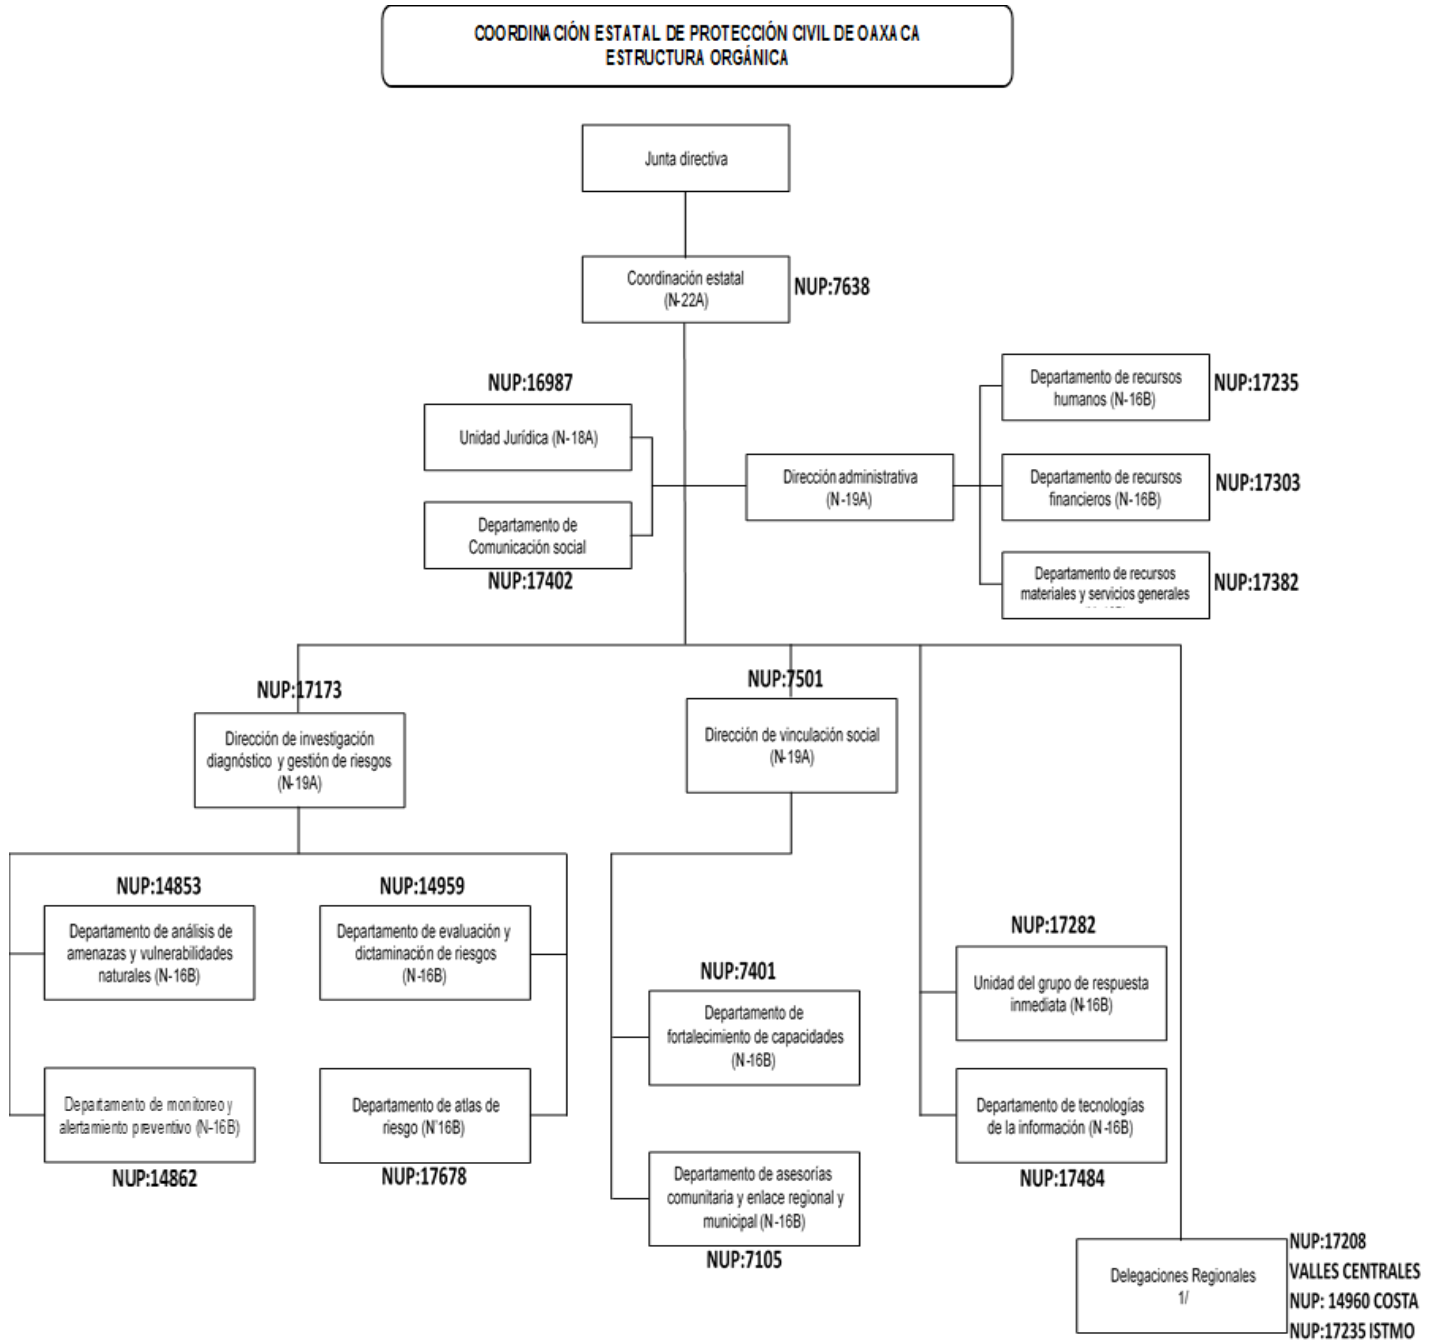 COORDINACIÓN ESTATAL DE PROTECCIÓN CIVIL DE OAXACA
ESTRUCTURA ORGÁNICA
Junta directiva
Coordinación estatal
(N-22A)
NUP:7638
NUP:16987
Unidad Jurídica (N-18A)
Departamento de
Comunicación social
NUP:17402
Dirección administrativa
(N-19A)
Departamento de recursos
humanos (N-16B)
NUP:17235
Departamento de recursos
financieros (N-16B)
NUP:17303
Departamento de recursos
materiales y servicios generales
NUP:17382
NUP:17173
Dirección de investigación
diagnóstico y gestión de riesgos
(N-19A)
NUP:7501
Dirección de vinculación social
(N-19A)
NUP:14853
Departamento de análisis de
amenazas y vulnerabilidades
naturales (N-16B)
NUP:14959
Departamento de evaluación y
dictaminación de riesgos
(N-16B)
Departamento de monitoreo y
alertamiento preventivo (N-16B)
NUP:14862
Departamento de atlas de
riesgo (N'16B)
NUP:17678
NUP:7401
Departamento de
fortalecimiento de capacidades
(N-16B)
Departamento de asesorías
comunitaria y enlace regional y
municipal (N-16B)
NUP:7105
NUP:17282
Unidad del grupo de respuesta
inmediata (N-16B)
Departamento de tecnologías
de la información (N-16B)
NUP:17484
Delegaciones Regionales
1/
NUP:17208
VALLES CENTRALES
NUP: 14960 COSTA
NUP:17235 ISTMO